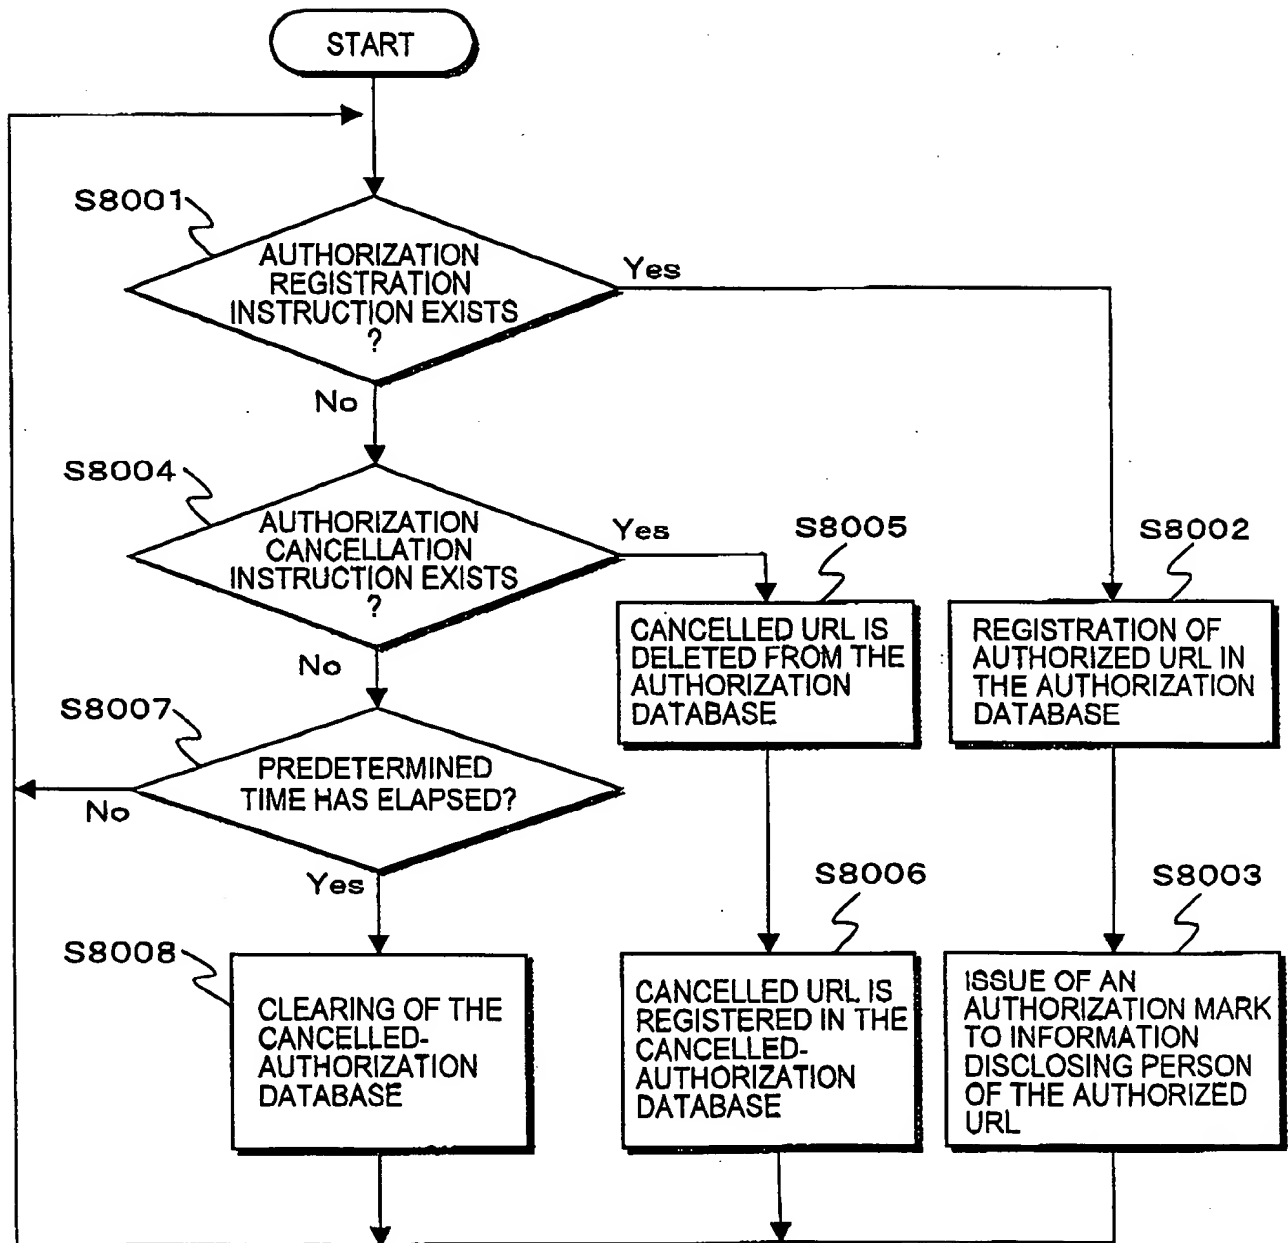 START
S8001
AUTHORIZATION
REGISTRATION
INSTRUCTION EXISTS
?
Yes
No
S8004
AUTHORIZATION
CANCELLATION
INSTRUCTION EXISTS
?
Yes
No
S8005
CANCELLED URL IS
DELETED FROM THE
AUTHORIZATION
DATABASE
S8002
REGISTRATION OF
AUTHORIZED URL IN
THE AUTHORIZATION
DATABASE
S8007
PREDETERMINED
TIME HAS ELAPSED?
No
Yes
S8008
CLEARING OF THE
CANCELLED-
AUTHORIZATION
DATABASE
S8006
CANCELLED URL IS
REGISTERED IN THE
CANCELLED-
AUTHORIZATION
DATABASE
S8003
ISSUE OF AN
AUTHORIZATION MARK
TO INFORMATION
DISCLOSING PERSON
OF THE AUTHORIZED
URL